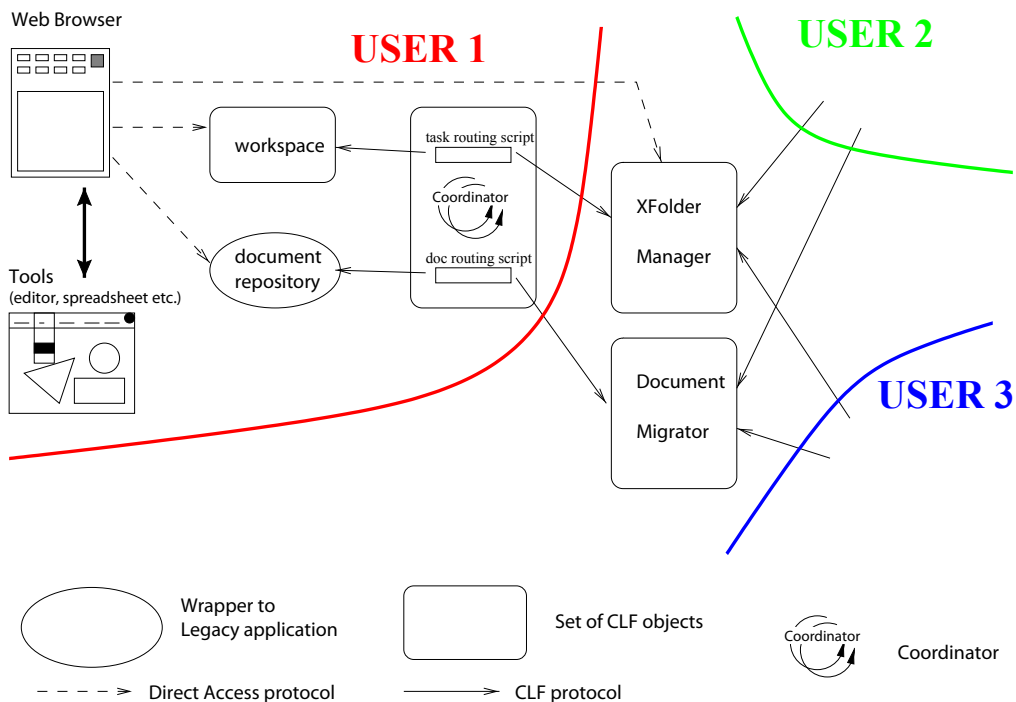 Web Browser
USER 1
USER 2
workspace
task routing script
Coordinator
doc routing script
document
repository
XFolder
Manager
Tools
(editor, spreadsheet etc.)
Document
Migrator
USER 3
Wrapper to
Legacy application
Set of CLF objects
Coordinator
Coordinator
Direct Access protocol
CLF protocol